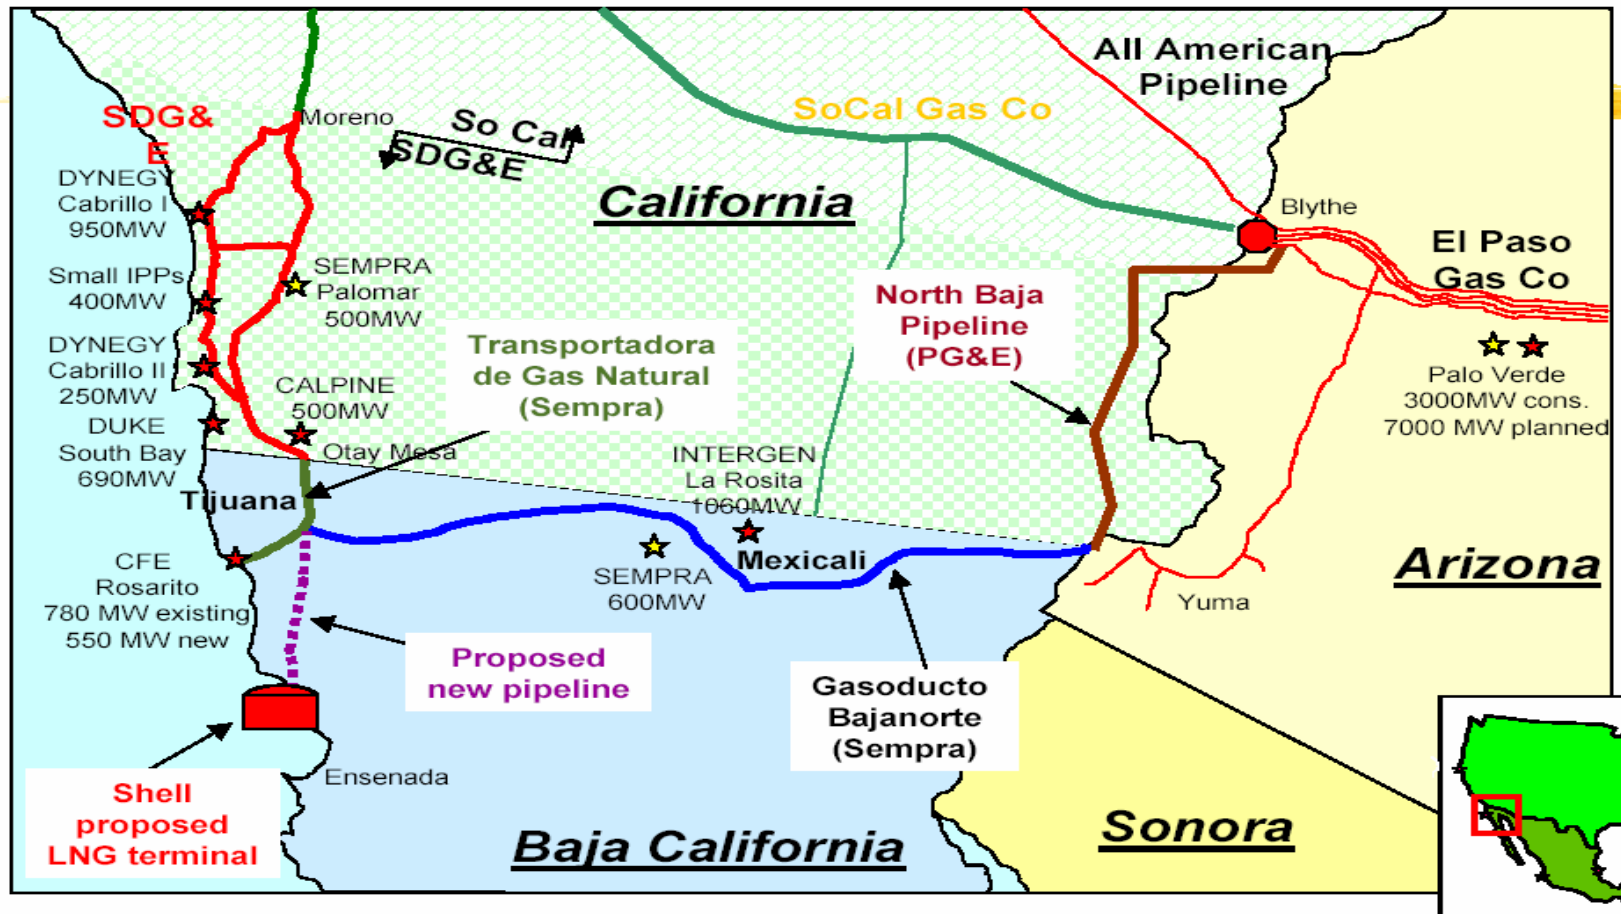 All American
Pipeline
SoCal Gas Co
SDG&
E
Moreno
So Cal
SDG&E
DYNEGY
Cabrillo I
950MW
California
Blythe
El Paso
Gas Co
Small IPPs
400MW
SEMPRA
Palomar
500MW
North Baja
Pipeline
(PG&E)
DYNEGY
Cabrillo II
250MW
Transportadora
de Gas Natural
(Sempra)
CALPINE
500MW
Palo Verde
3000MW cons.
7000 MW planned
DUKE
South Bay
690MW
Otay Mesa
INTERGEN
La Rosita
1060MW
Tijuana
CFE
Rosarito
780 MW existing
550 MW new
SEMPRA
600MW
Mexicali
Arizona
Yuma
Proposed
new pipeline
Gasoducto
Bajanorte
(Sempra)
Ensenada
Shell
proposed
LNG terminal
Baja California
Sonora